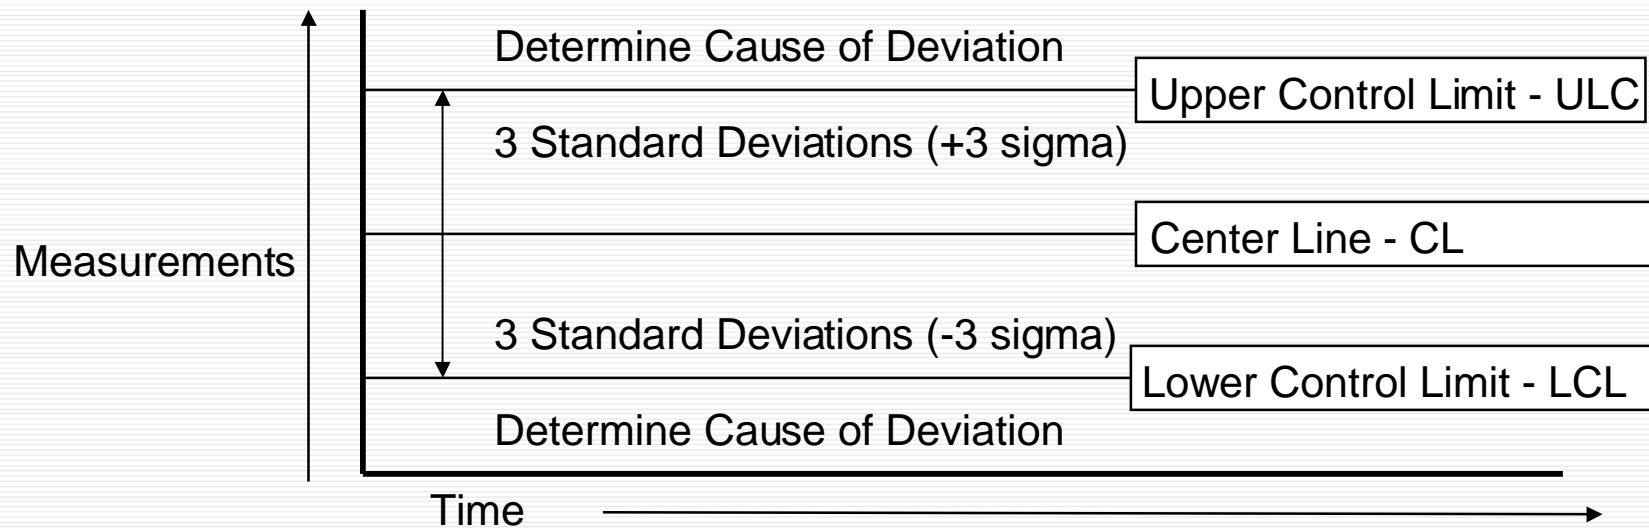 Determine Cause of Deviation
Upper Control Limit - ULC
3 Standard Deviations (+3 sigma)
Center Line - CL
Measurements
3 Standard Deviations (-3 sigma)
Lower Control Limit - LCL
Determine Cause of Deviation
Time